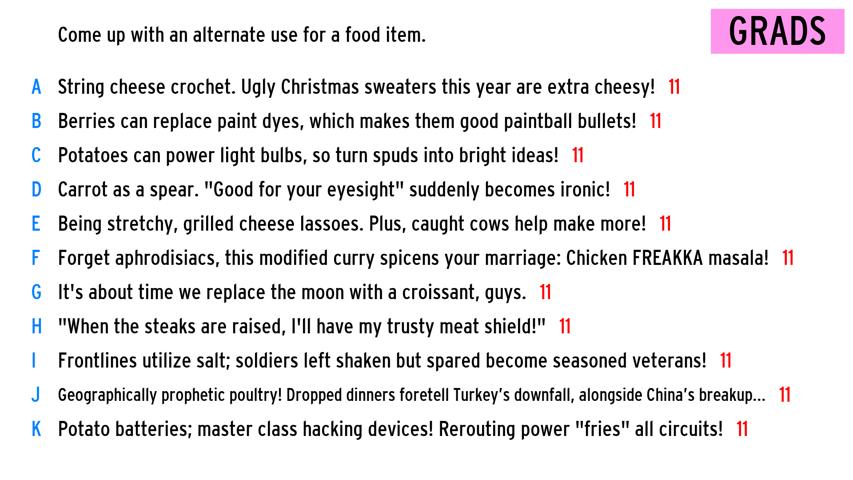 Come up with an alternate use for a food item.
GRADS
A String cheese crochet. Ugly Christmas sweaters this year are extra cheesy! 11
B Berries can replace paint dyes, which makes them good paintball bullets! 11
C Potatoes can power light bulbs, so turn spuds into bright ideas! 11
D Carrot as a spear. "Good for your eyesight" suddenly becomes ironic! 11
E Being stretchy, grilled cheese lassoes. Plus, caught cows help make more! 11
F Forget aphrodisiacs, this modified curry spicens your marriage: Chicken FREAKKA masala! 11
G It's about time we replace the moon with a croissant, guys. 11
H "When the steaks are raised, I'll have my trusty meat shield!" 11
I Frontlines utilize salt; soldiers left shaken but spared become seasoned veterans! 11
J Geographically prophetic poultry! Dropped dinners foretell Turkey’s downfall, alongside China’s breakup... 11
K Potato batteries; master class hacking devices! Rerouting power "fries" all circuits! 11